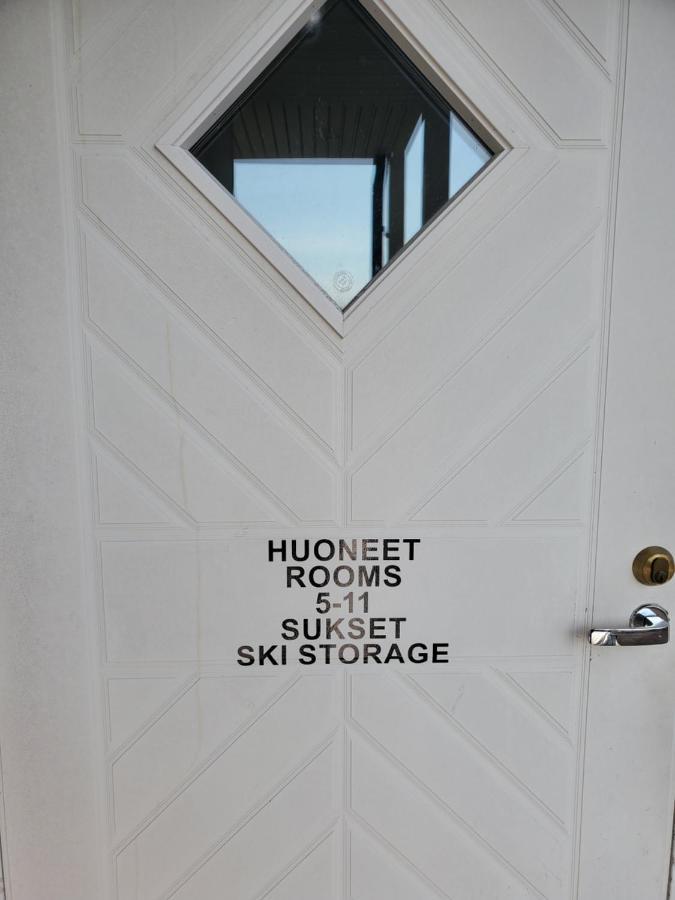 HUONEET
ROOMS
5-11
SUKSET
SKI STORAGE